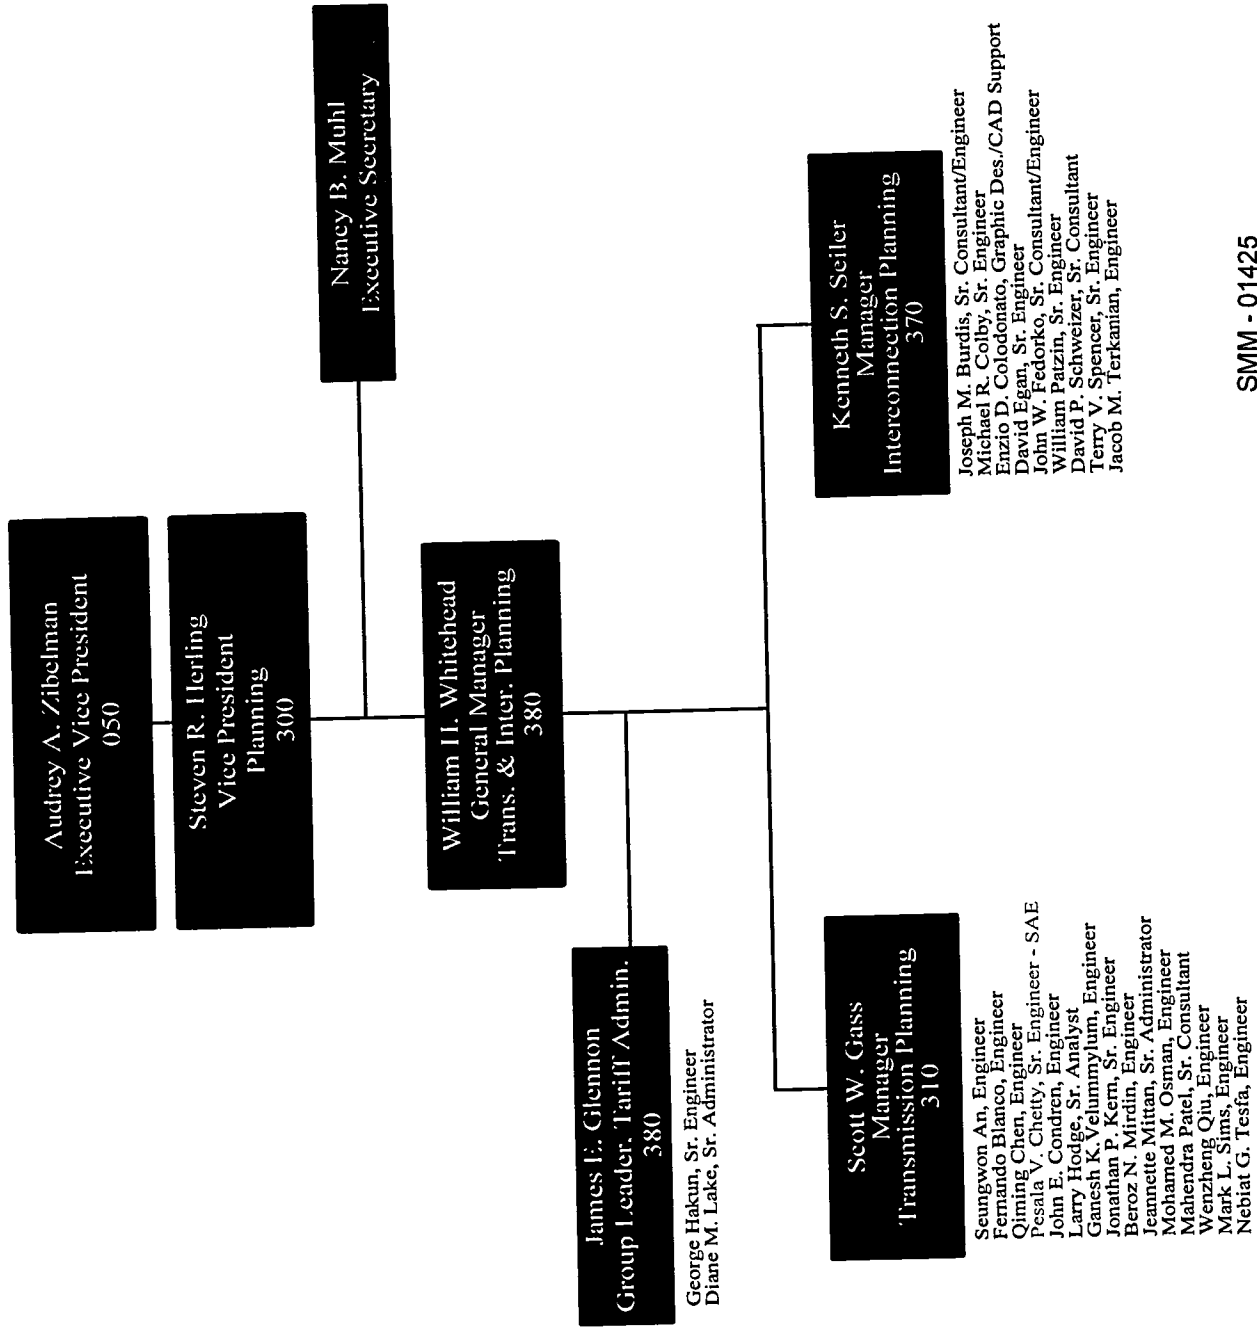 Audrey A. Zibelman
Executive Vice President
050
Steven R. Herling
Vice President
Planning
300
Nancy B. Muhl
Executive Secretary
William H. Whitehead
General Manager
Trans. & Inter. Planning
380
James E. Glennon
Group Leader, Tariff Admin.
380
George Hakun, Sr. Engineer
Diane M. Lake, Sr. Administrator
Scott W. Gass
Manager
Transmission Planning
310
Seungwon An, Engineer
Fernando Blanco, Engineer
Qiming Chen, Engineer
Pesala V. Chetty, Sr. Engineer - SAE
John E. Condren, Engineer
Larry Hodge, Sr. Analyst
Ganesh K. Velummylum, Engineer
Jonathan P. Kern, Sr. Engineer
Beroz N. Mirdin, Engineer
Jeannette Mittan, Sr. Administrator
Mohamed M. Osman, Engineer
Mahendra Patel, Sr. Consultant
Wenzheng Qiu, Engineer
Mark L. Sims, Engineer
Nebiat G. Tesfa, Engineer
Kenneth S. Seiler
Manager
Interconnection Planning
370
Joseph M. Burdis, Sr. Consultant/Engineer
Michael R. Colby, Sr. Engineer
Enzio D. Colodonato, Graphic Des./CAD Support
David Egan, Sr. Engineer
John W. Fedorko, Sr. Consultant/Engineer
William Patzin, Sr. Engineer
David P. Schweizer, Sr. Consultant
Terry V. Spencer, Sr. Engineer
Jacob M. Terkanian, Engineer
SMM - 01425